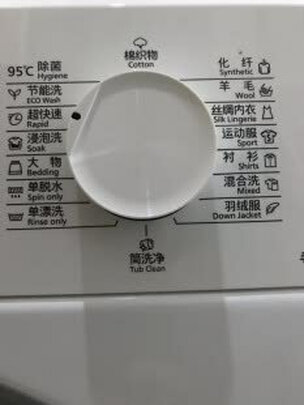 棉织物
Cotton
95℃ 除菌
Hygiene
节能洗
ECO Wash
超快速
Rapid
浸泡洗
Soak
大物
Bedding
单脱水
Spin only
单漂洗
Rinse only
化纤
Synthetic
羊毛
Wool
丝绸内衣
Silk Lingerie
运动服
Sport
衬衫
Shirts
混合洗
Mixed
羽绒服
Down Jacket
筒洗净
Tub Clean